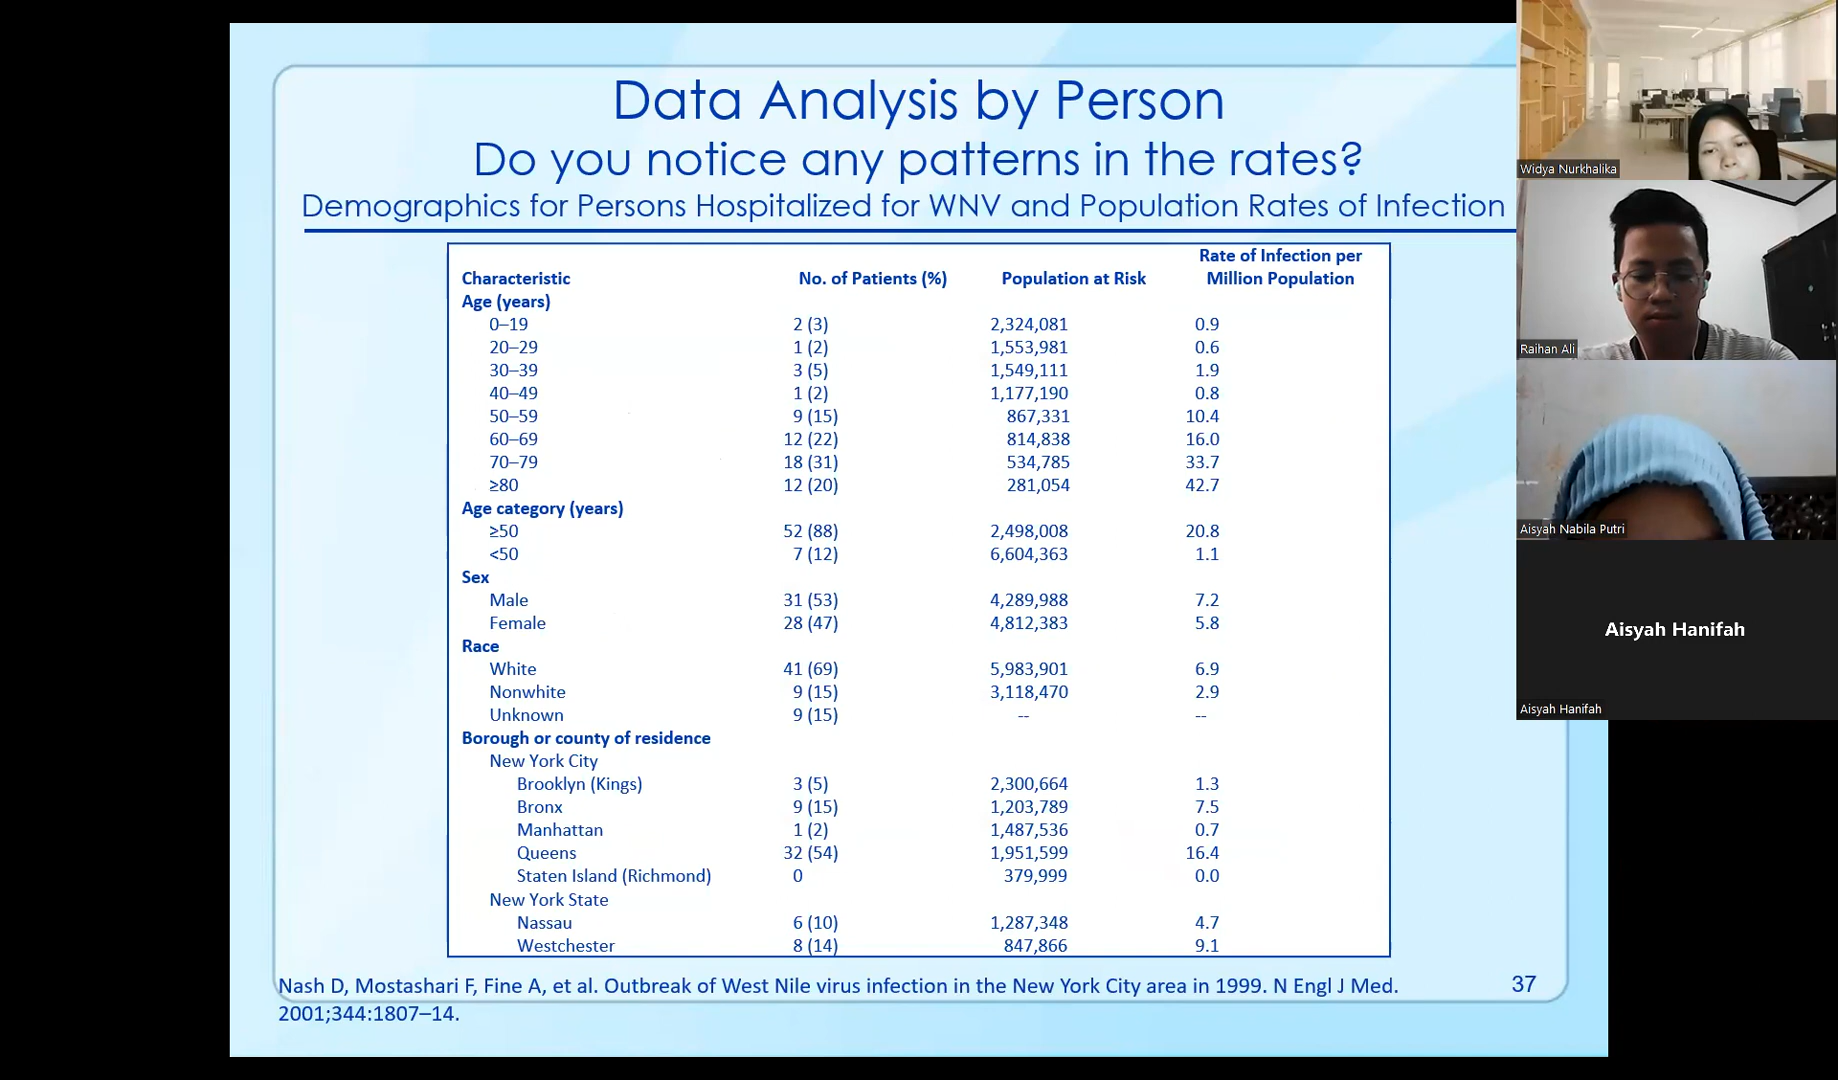 Data Analysis by Person
Do you notice any patterns in the rates?
Demographics for Persons Hospitalized for WNV and Population Rates of Infection
Characteristic No. of Patients (%) Population at Risk Rate of Infection per Million Population
Age (years)
0–19 2 (3) 2,324,081 0.9
20–29 1 (2) 1,553,981 0.6
30–39 3 (5) 1,549,111 1.9
40–49 1 (2) 1,177,190 0.8
50–59 9 (15) 867,331 10.4
60–69 12 (22) 814,838 16.0
70–79 18 (31) 534,785 33.7
≥80 12 (20) 281,054 42.7
Age category (years)
≥50 52 (88) 2,498,008 20.8
<50 7 (12) 6,604,363 1.1
Sex
Male 31 (53) 4,289,988 7.2
Female 28 (47) 4,812,383 5.8
Race
White 41 (69) 5,983,901 6.9
Nonwhite 9 (15) 3,118,470 2.9
Unknown 9 (15) -- --
Borough or county of residence
New York City
Brooklyn (Kings) 3 (5) 2,300,664 1.3
Bronx 9 (15) 1,203,789 7.5
Manhattan 1 (2) 1,487,536 0.7
Queens 32 (54) 1,951,599 16.4
Staten Island (Richmond) 0 379,999 0.0
New York State
Nassau 6 (10) 1,287,348 4.7
Westchester 8 (14) 847,866 9.1
Nash D, Mostashari F, Fine A, et al. Outbreak of West Nile virus infection in the New York City area in 1999. N Engl J Med.
2001;344:1807–14.
37
Widya Nurkhalika
Raihan Ali
Aisyah Nabila Putri
Aisyah Hanifah
Aisyah Hanifah